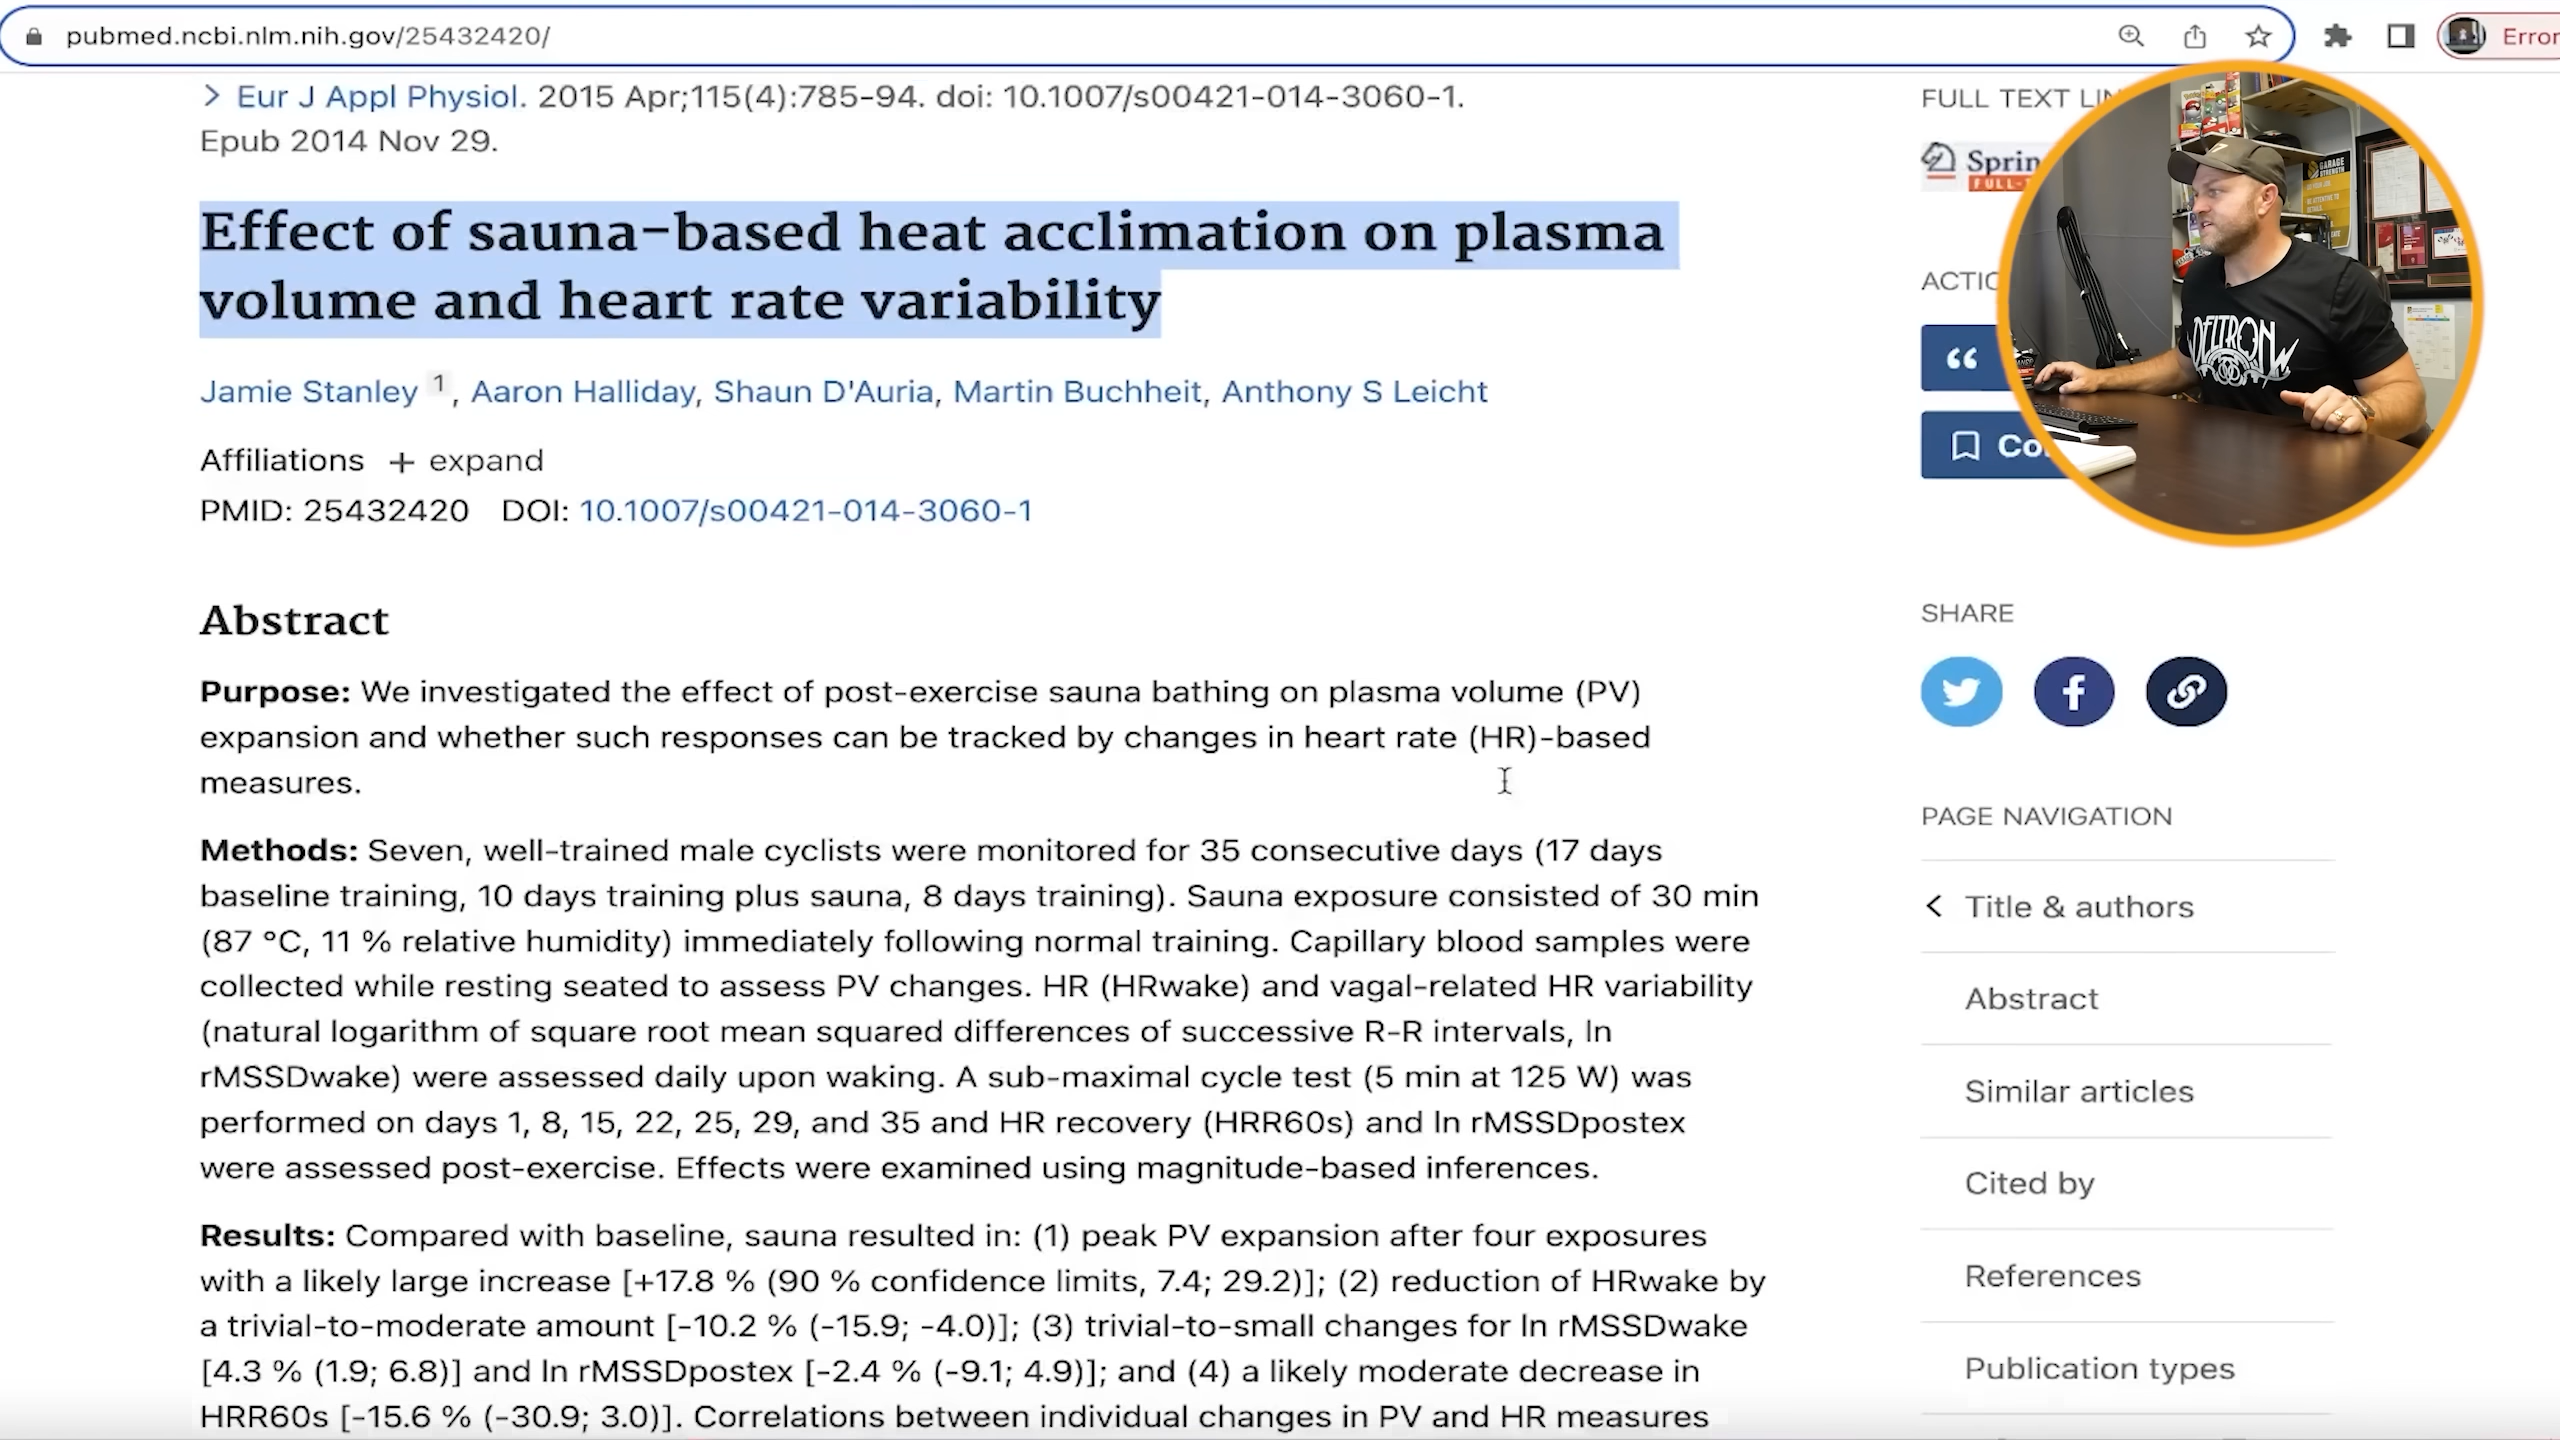 pubmed.ncbi.nlm.nih.gov/25432420/
Error
> Eur J Appl Physiol. 2015 Apr;115(4):785-94. doi: 10.1007/s00421-014-3060-1.
Epub 2014 Nov 29.
Effect of sauna-based heat acclimation on plasma
volume and heart rate variability
Jamie Stanley 1, Aaron Halliday, Shaun D'Auria, Martin Buchheit, Anthony S Leicht
Affiliations + expand
PMID: 25432420 DOI: 10.1007/s00421-014-3060-1
Abstract
Purpose: We investigated the effect of post-exercise sauna bathing on plasma volume (PV)
expansion and whether such responses can be tracked by changes in heart rate (HR)-based
measures.
Methods: Seven, well-trained male cyclists were monitored for 35 consecutive days (17 days
baseline training, 10 days training plus sauna, 8 days training). Sauna exposure consisted of 30 min
(87 °C, 11 % relative humidity) immediately following normal training. Capillary blood samples were
collected while resting seated to assess PV changes. HR (HRwake) and vagal-related HR variability
(natural logarithm of square root mean squared differences of successive R-R intervals, ln
rMSSDwake) were assessed daily upon waking. A sub-maximal cycle test (5 min at 125 W) was
performed on days 1, 8, 15, 22, 25, 29, and 35 and HR recovery (HRR60s) and ln rMSSDpostex
were assessed post-exercise. Effects were examined using magnitude-based inferences.
Results: Compared with baseline, sauna resulted in: (1) peak PV expansion after four exposures
with a likely large increase [+17.8 % (90 % confidence limits, 7.4; 29.2)]; (2) reduction of HRwake by
a trivial-to-moderate amount [-10.2 % (-15.9; -4.0)]; (3) trivial-to-small changes for ln rMSSDwake
[4.3 % (1.9; 6.8)] and ln rMSSDpostex [-2.4 % (-9.1; 4.9)]; and (4) a likely moderate decrease in
HRR60s [-15.6 % (-30.9; 3.0)]. Correlations between individual changes in PV and HR measures
FULL TEXT LIN
Sprin
FULL-T
ACTIO
Co
GARAGE
STRENGTH
DELTRON
SHARE
PAGE NAVIGATION
< Title & authors
Abstract
Similar articles
Cited by
References
Publication types